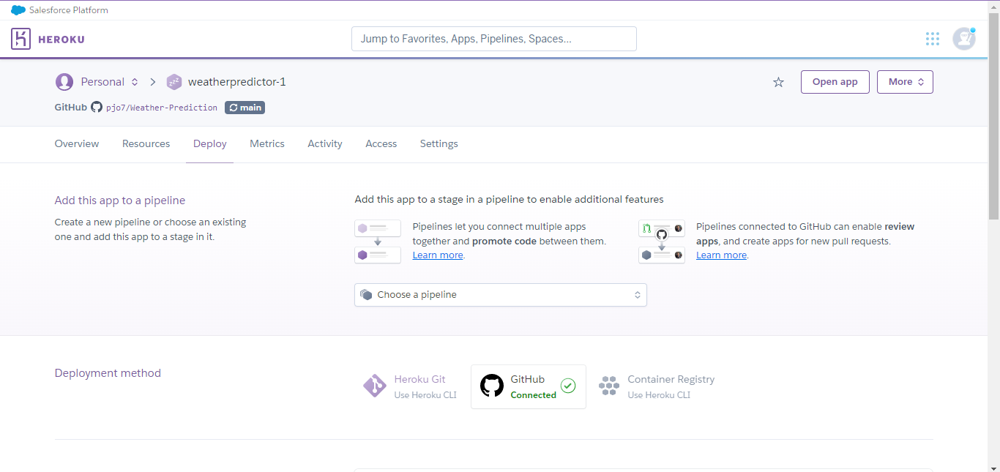 Salesforce Platform
HEROKU
Jump to Favorites, Apps, Pipelines, Spaces...
Personal
weatherpredictor-1
Open app
More
GitHub pjo7/Weather-Prediction main
Overview Resources Deploy Metrics Activity Access Settings
Add this app to a pipeline
Create a new pipeline or choose an existing
one and add this app to a stage in it.
Add this app to a stage in a pipeline to enable additional features
Pipelines let you connect multiple apps
together and promote code between them.
Learn more.
Pipelines connected to GitHub can enable review
apps, and create apps for new pull requests.
Learn more.
Choose a pipeline
Deployment method
Heroku Git
Use Heroku CLI
GitHub
Connected
Container Registry
Use Heroku CLI